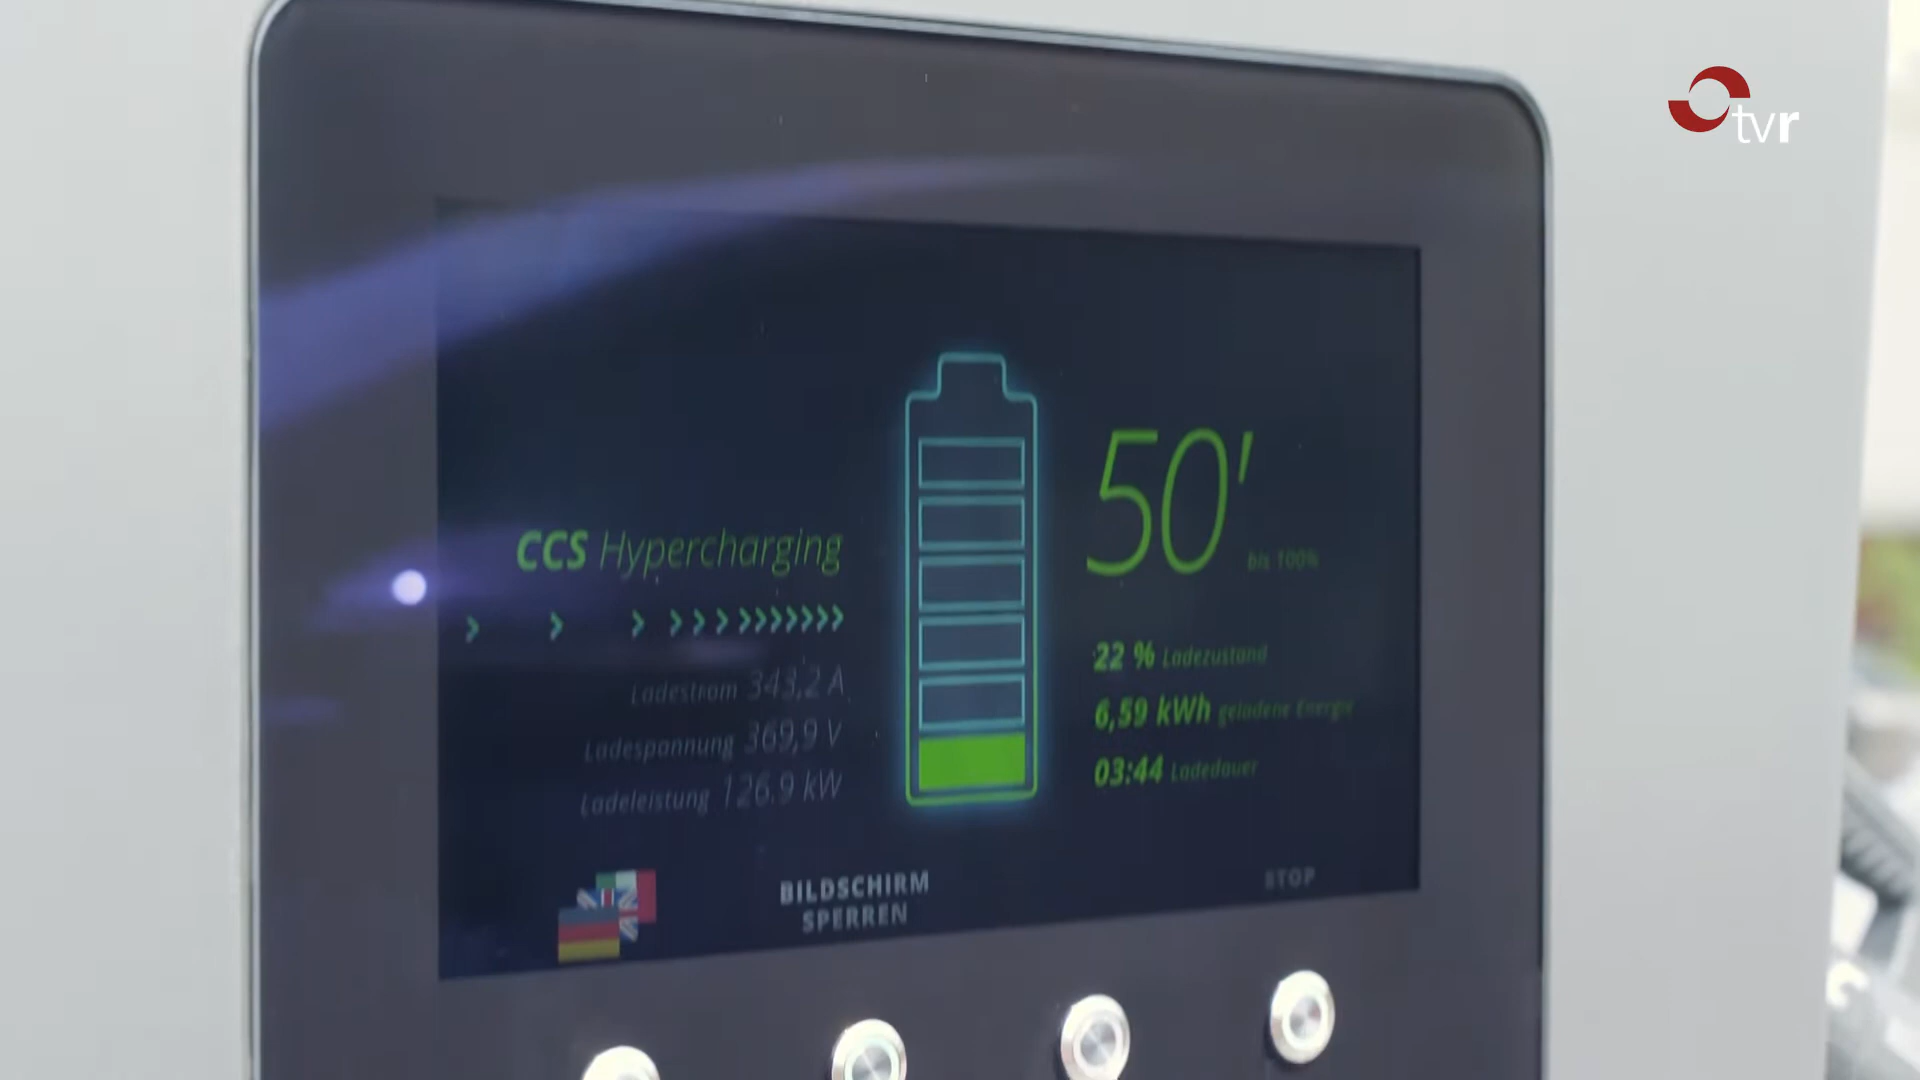 tvr
CCS Hypercharging
Ladestrom 343,2 A
Ladespannung 369,9 V
Ladeleistung 126.9 kW
50'
bis 100%
22 % Ladezustand
6,59 kWh geladene Energie
03:44 Ladedauer
BILDSCHIRM
SPERREN
STOP